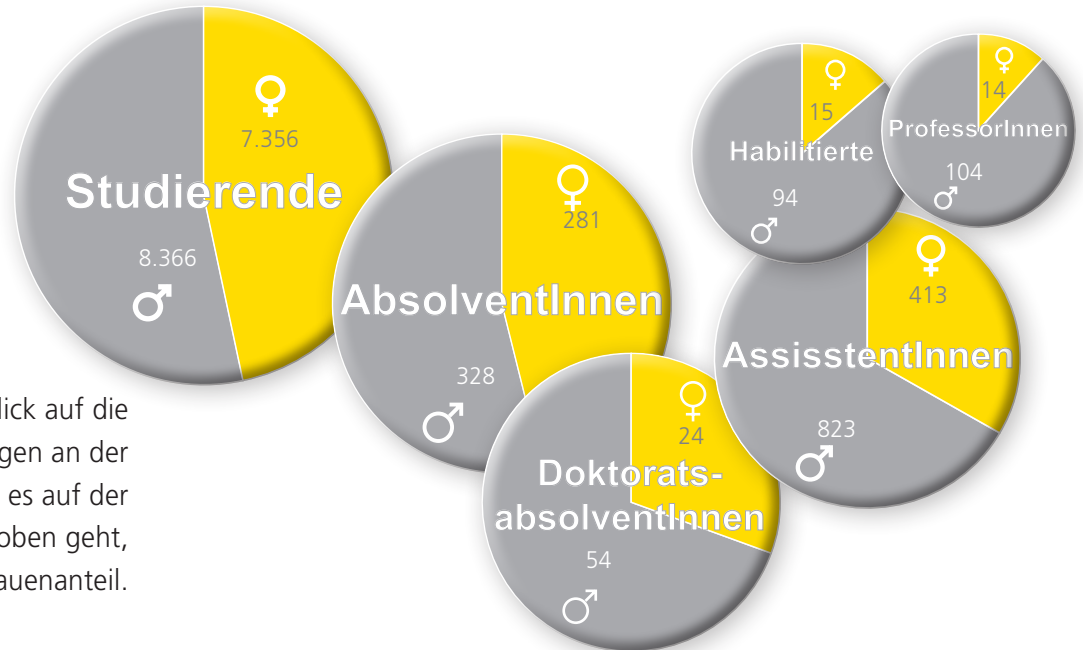 ♀
7.356
Studierende
8.366
♂
♀
281
AbsolventInnen
328
♂
♀
24
Doktorats-
absolventInnen
54
♂
♀
413
AssisstentInnen
823
♂
♀
15
Habilitierte
94
♂
♀
14
ProfessorInnen
104
♂
lick auf die
gen an der
es auf der
oben geht,
auenanteil.